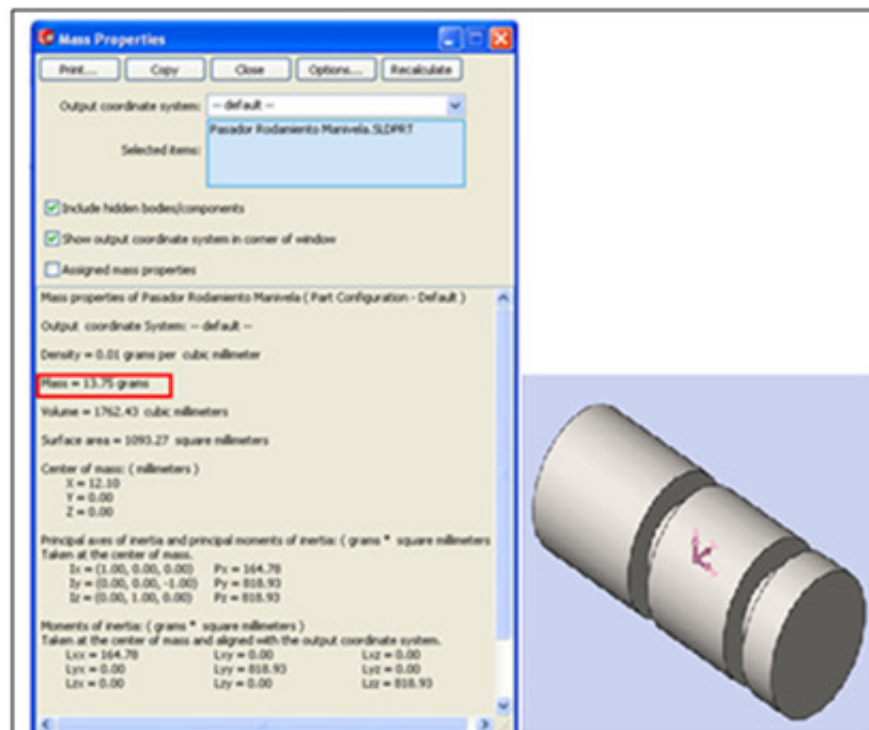 Mass Properties
Print... Copy Close Options... Recalculate
Output coordinate system: -- default --
Pasador Rodamiento Manivela.SLDPRT
Selected items:
Include hidden bodies/components
Show output coordinate system in corner of window
Assigned mass properties
Mass properties of Pasador Rodamiento Manivela ( Part Configuration - Default )
Output coordinate System: -- default --
Density = 0.01 grams per cubic millimeter
Mass = 13.75 grams
Volume = 1762.43 cubic millimeters
Surface area = 1093.27 square millimeters
Center of mass: ( millimeters )
X = 12.10
Y = 0.00
Z = 0.00
Principal axes of inertia and principal moments of inertia: ( grams * square millimeters
Taken at the center of mass.
Ix = (1.00, 0.00, 0.00) Px = 164.78
Iy = (0.00, 0.00, -1.00) Py = 818.93
Iz = (0.00, 1.00, 0.00) Pz = 818.93
Moments of inertia: ( grams * square millimeters )
Taken at the center of mass and aligned with the output coordinate system.
Lxx = 164.78 Lxy = 0.00 Lxz = 0.00
Lyx = 0.00 Lyy = 818.93 Lyz = 0.00
Lzx = 0.00 Lzy = 0.00 Lzz = 818.93